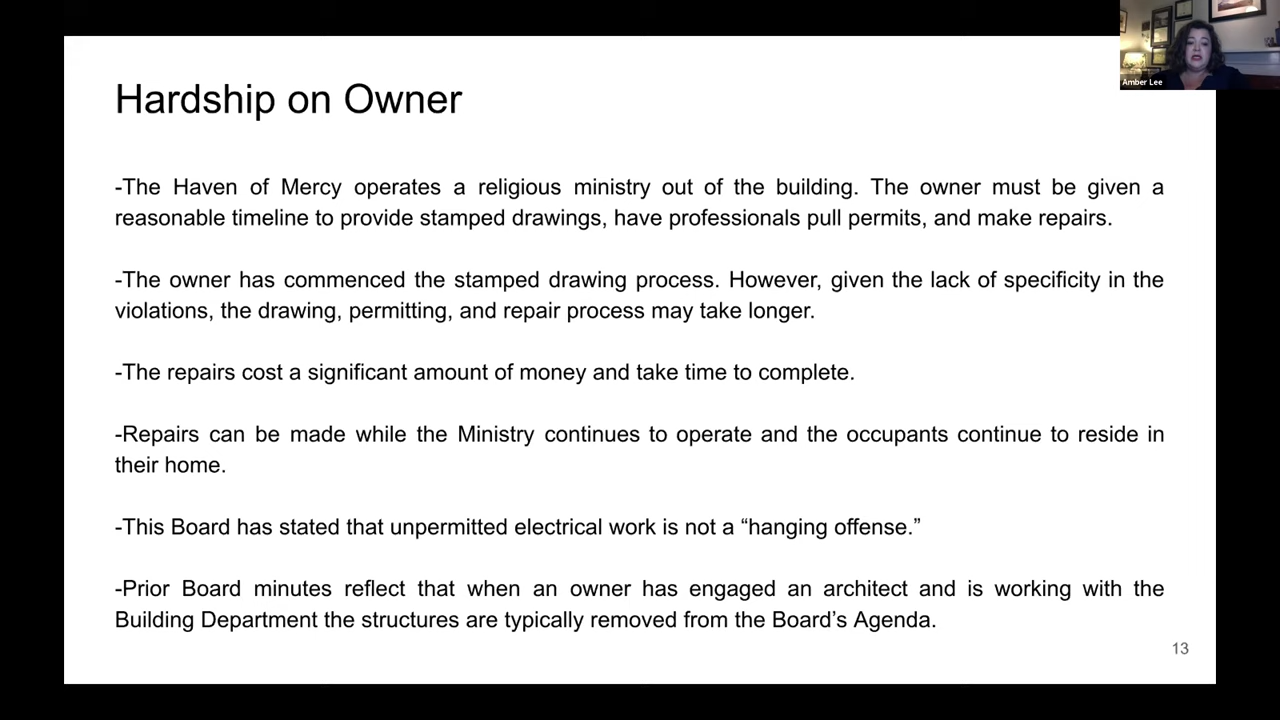 Amber Lee
Hardship on Owner
-The Haven of Mercy operates a religious ministry out of the building. The owner must be given a
reasonable timeline to provide stamped drawings, have professionals pull permits, and make repairs.
-The owner has commenced the stamped drawing process. However, given the lack of specificity in the
violations, the drawing, permitting, and repair process may take longer.
-The repairs cost a significant amount of money and take time to complete.
-Repairs can be made while the Ministry continues to operate and the occupants continue to reside in
their home.
-This Board has stated that unpermitted electrical work is not a “hanging offense.”
-Prior Board minutes reflect that when an owner has engaged an architect and is working with the
Building Department the structures are typically removed from the Board’s Agenda.
13